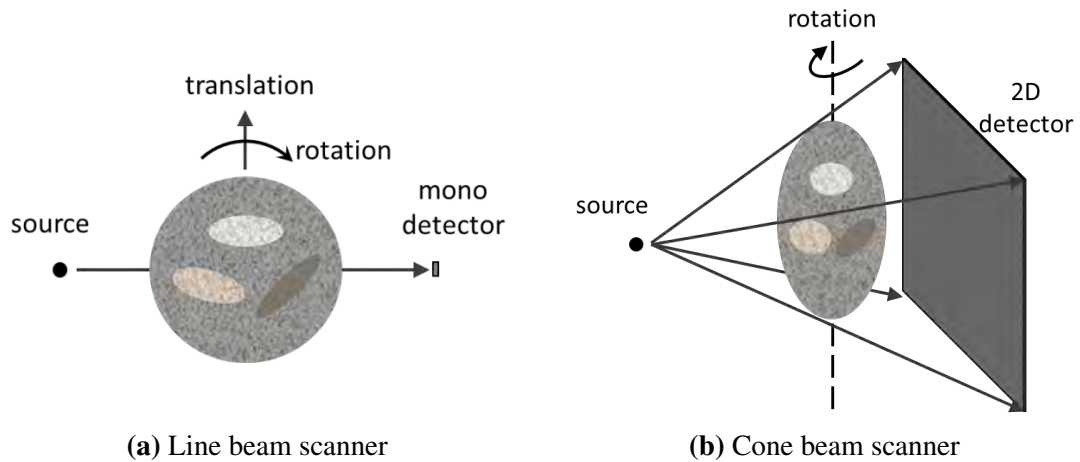 translation
rotation
source
mono
detector
(a) Line beam scanner
rotation
2D
detector
source
(b) Cone beam scanner